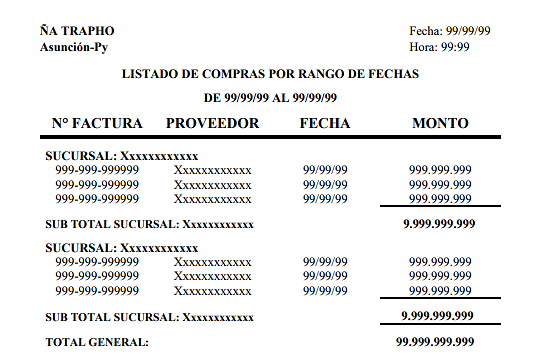 ÑA TRAPHO Fecha: 99/99/99
Asunción-Py Hora: 99:99
LISTADO DE COMPRAS POR RANGO DE FECHAS
DE 99/99/99 AL 99/99/99
N° FACTURA PROVEEDOR FECHA MONTO
SUCURSAL: Xxxxxxxxxxx
999-999-999999 Xxxxxxxxxxxx 99/99/99 999.999.999
999-999-999999 Xxxxxxxxxxxx 99/99/99 999.999.999
999-999-999999 Xxxxxxxxxxxx 99/99/99 999.999.999
SUB TOTAL SUCURSAL: Xxxxxxxxxxx 9.999.999.999
SUCURSAL: Xxxxxxxxxxx
999-999-999999 Xxxxxxxxxxxx 99/99/99 999.999.999
999-999-999999 Xxxxxxxxxxxx 99/99/99 999.999.999
999-999-999999 Xxxxxxxxxxxx 99/99/99 999.999.999
SUB TOTAL SUCURSAL: Xxxxxxxxxxx 9.999.999.999
TOTAL GENERAL: 99.999.999.999